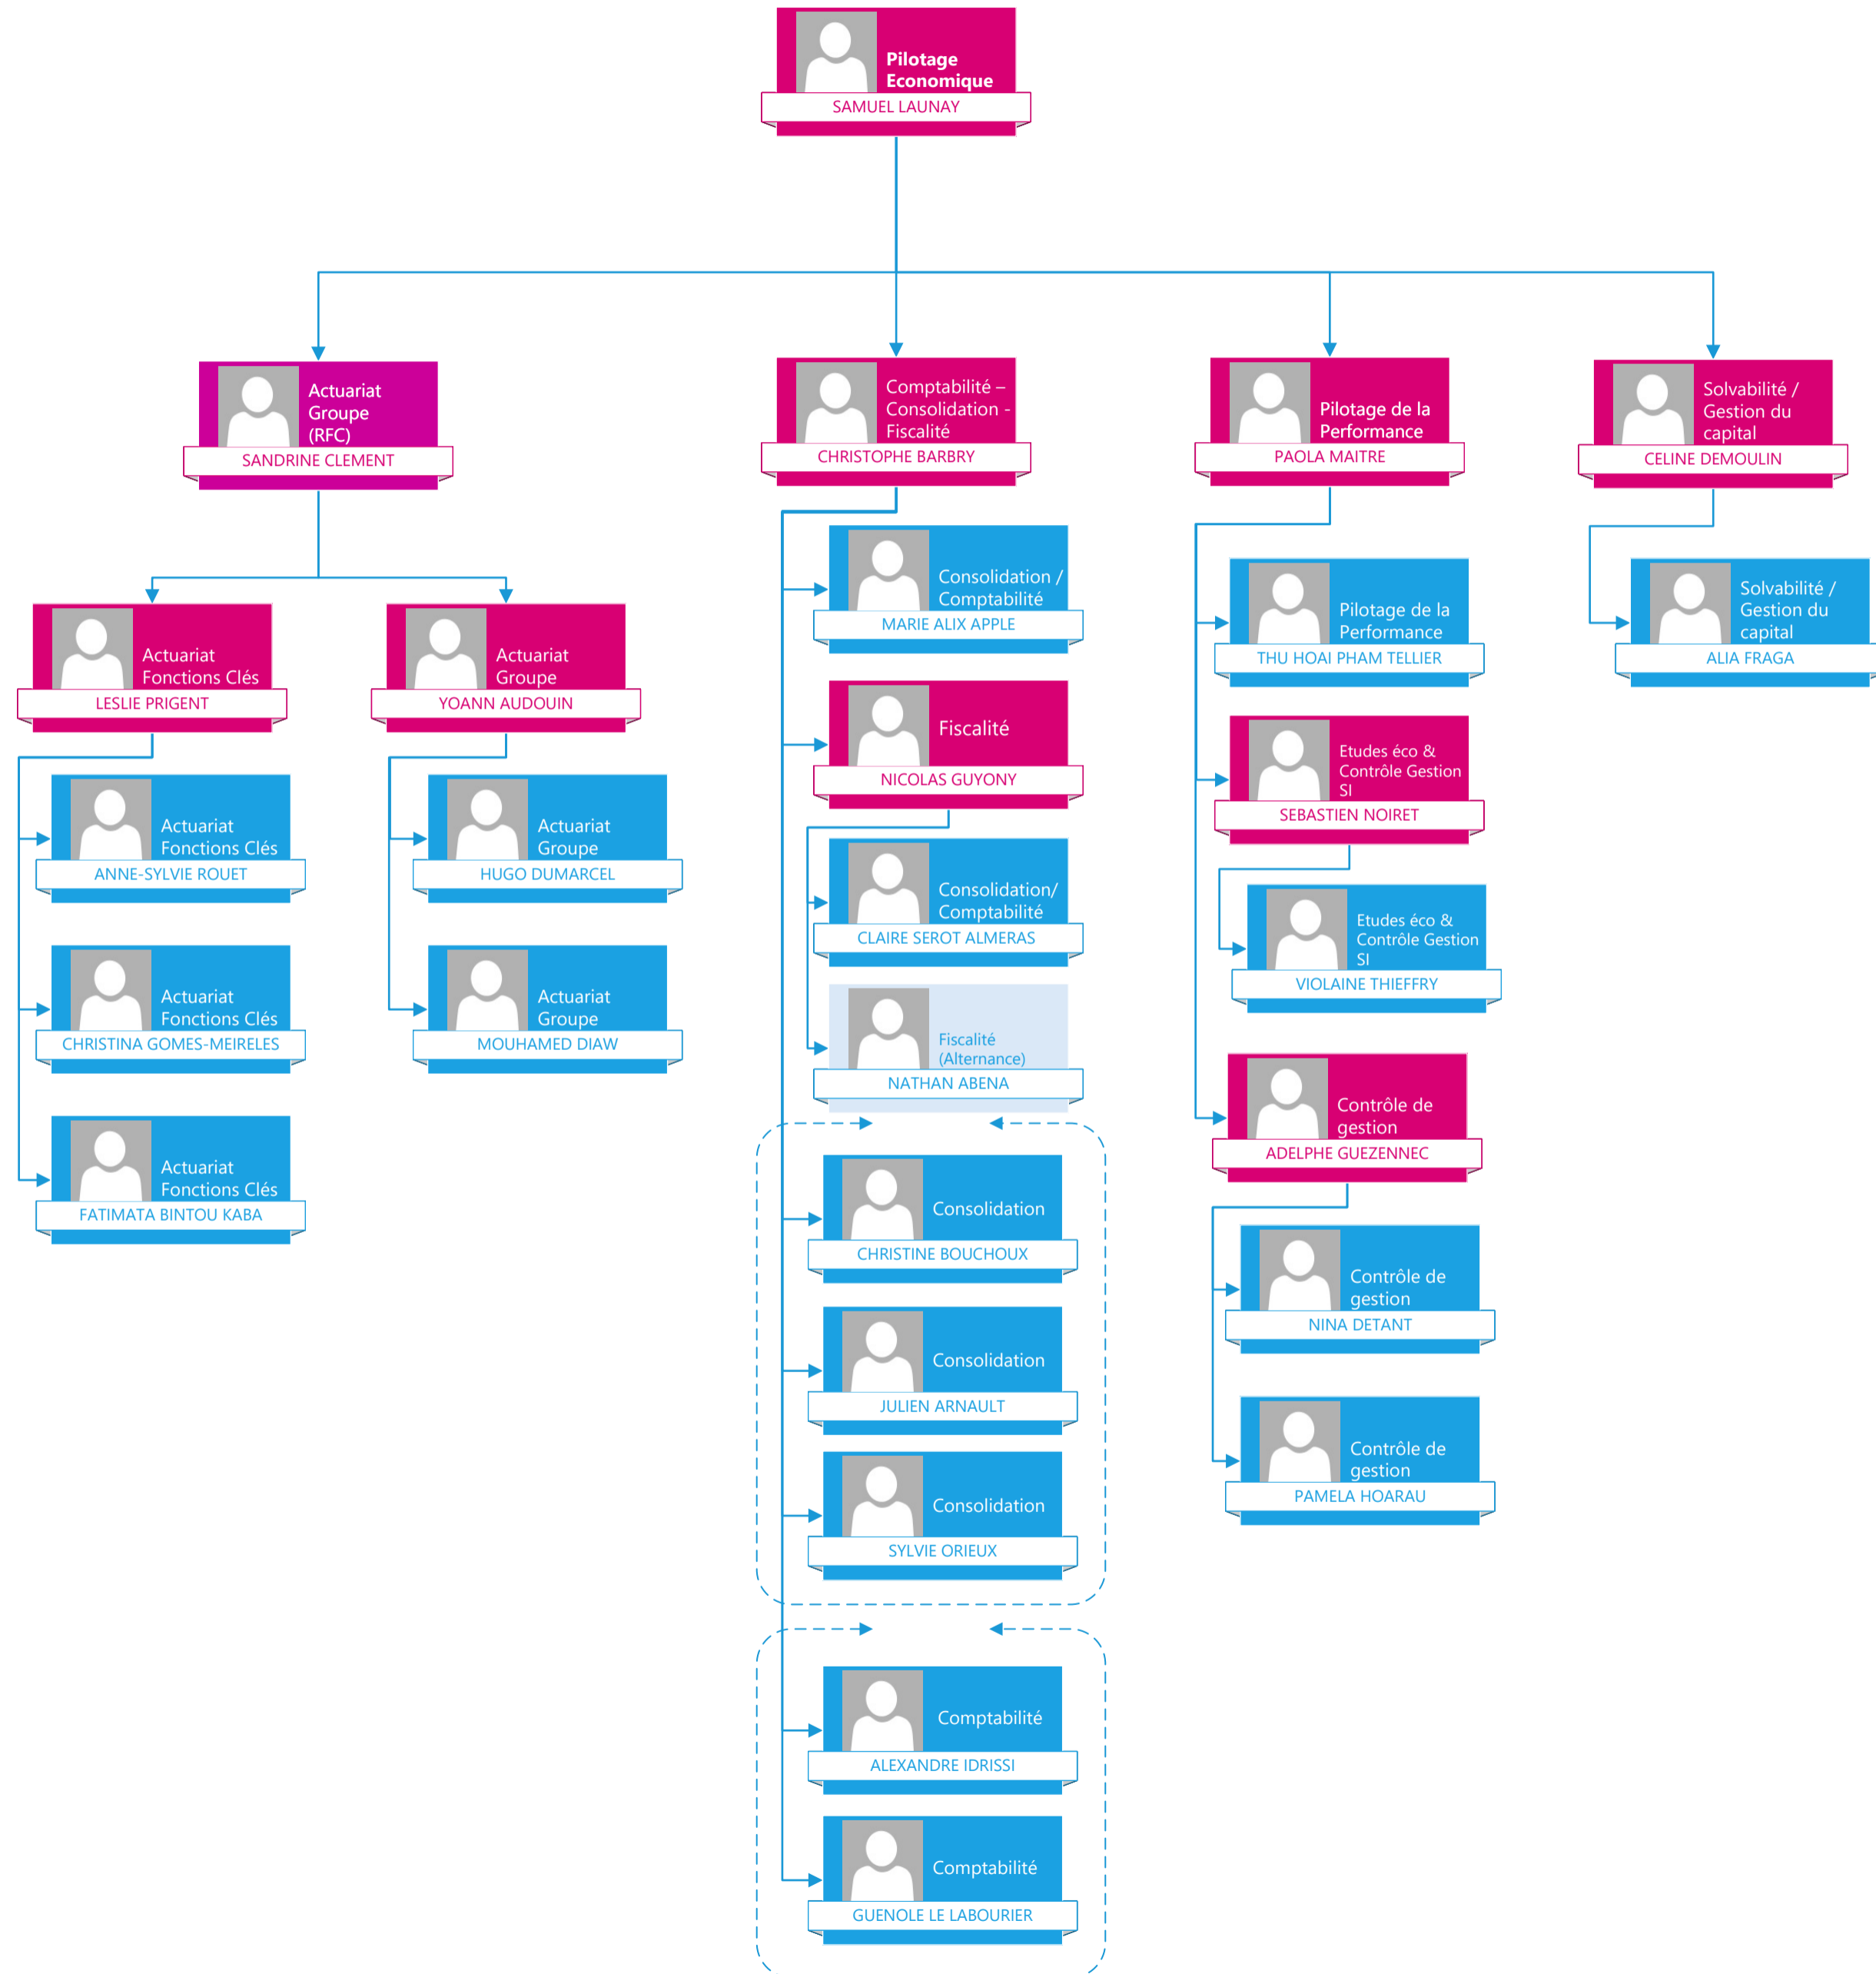 Pilotage
Economique
SAMUEL LAUNAY
Actuariat
Groupe
(RFC)
SANDRINE CLEMENT
Comptabilité –
Consolidation -
Fiscalité
CHRISTOPHE BARBRY
Pilotage de la
Performance
PAOLA MAITRE
Solvabilité /
Gestion du
capital
CELINE DEMOULIN
Actuariat
Fonctions Clés
LESLIE PRIGENT
Actuariat
Fonctions Clés
ANNE-SYLVIE ROUET
Actuariat
Fonctions Clés
CHRISTINA GOMES-MEIRELES
Actuariat
Fonctions Clés
FATIMATA BINTOU KABA
Actuariat
Groupe
YOANN AUDOUIN
Actuariat
Groupe
HUGO DUMARCEL
Actuariat
Groupe
MOUHAMED DIAW
Consolidation /
Comptabilité
MARIE ALIX APPLE
Fiscalité
NICOLAS GUYONY
Consolidation/
Comptabilité
CLAIRE SEROT ALMERAS
Fiscalité
(Alternance)
NATHAN ABENA
Consolidation
CHRISTINE BOUCHOUX
Consolidation
JULIEN ARNAULT
Consolidation
SYLVIE ORIEUX
Comptabilité
ALEXANDRE IDRISSI
Comptabilité
GUENOLE LE LABOURIER
Pilotage de la
Performance
THU HOAI PHAM TELLIER
Etudes éco &
Contrôle Gestion
SI
SEBASTIEN NOIRET
Etudes éco &
Contrôle Gestion
SI
VIOLAINE THIEFFRY
Contrôle de
gestion
ADELPHE GUEZENNEC
Contrôle de
gestion
NINA DETANT
Contrôle de
gestion
PAMELA HOARAU
Solvabilité /
Gestion du
capital
ALIA FRAGA